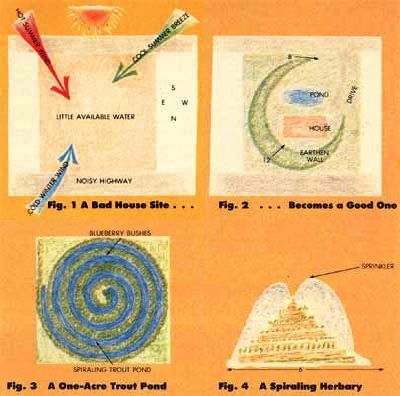 HOT SUMMER WIND
COOL SUMMER BREEZE
S
E W
N
LITTLE AVAILABLE WATER
COLD WINTER WIND
NOISY HIGHWAY
Fig. 1 A Bad House Site . . .
8
POND
DRIVE
HOUSE
EARTHEN
WALL
12
Fig. 2 . . . Becomes a Good One
BLUEBERRY BUSHES
SPIRALING TROUT POND
Fig. 3 A One-Acre Trout Pond
SPRINKLER
6
Fig. 4 A Spiraling Herbary